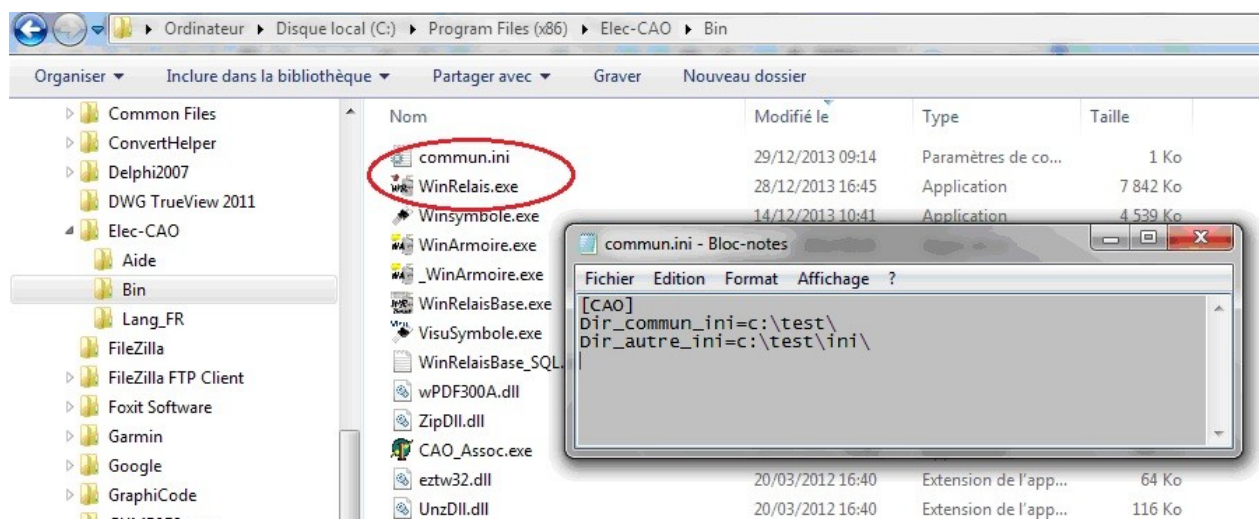 Ordinateur ▸ Disque local (C:) ▸ Program Files (x86) ▸ Elec-CAO ▸ Bin
Organiser Inclure dans la bibliothèque Partager avec Graver Nouveau dossier
Common Files
ConvertHelper
Delphi2007
DWG TrueView 2011
Elec-CAO
Aide
Bin
Lang_FR
FileZilla
FileZilla FTP Client
Foxit Software
Garmin
Google
GraphiCode
Nom Modifié le Type Taille
commun.ini 29/12/2013 09:14 Paramètres de co... 1 Ko
WinRelais.exe 28/12/2013 16:45 Application 7 842 Ko
Winsymbole.exe 14/12/2013 10:41 Application 4 539 Ko
WinArmoire.exe
_WinArmoire.exe
WinRelaisBase.exe
VisuSymbole.exe
WinRelaisBase_SQL.
wPDF300A.dll
ZipDll.dll
CAO_Assoc.exe
eztw32.dll 20/03/2012 16:40 Extension de l'app... 64 Ko
UnzDll.dll 20/03/2012 16:40 Extension de l'app... 116 Ko
commun.ini - Bloc-notes
Fichier Edition Format Affichage ?
[CAO]
Dir_commun_ini=c:\test\
Dir_autre_ini=c:\test\ini\